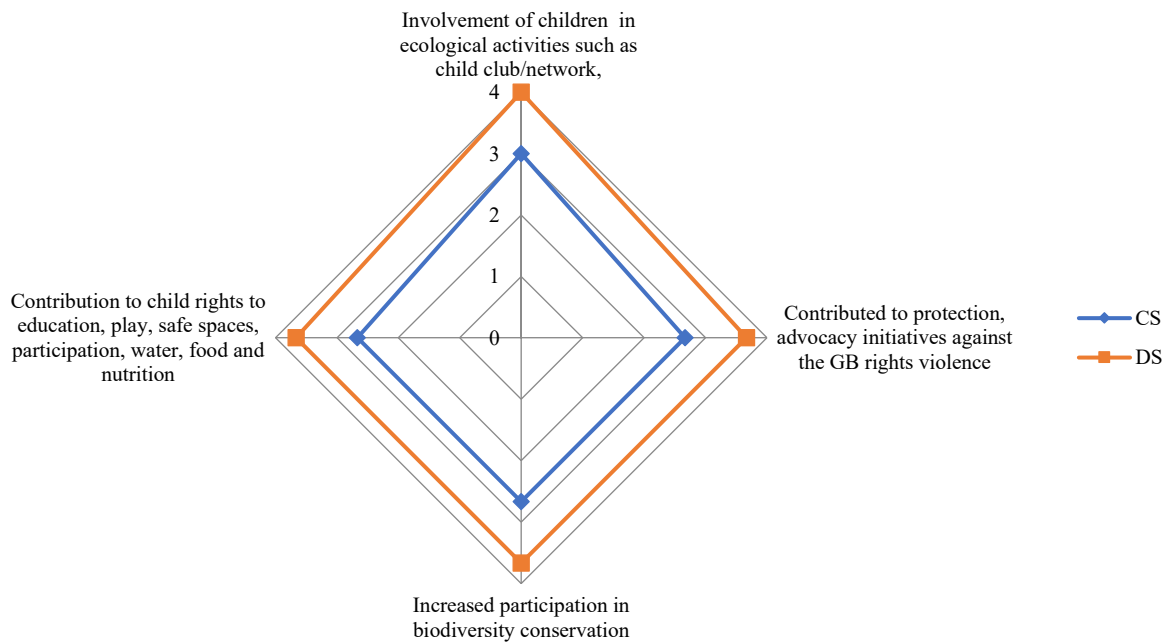 Involvement of children in
ecological activities such as
child club/network,
4
3
2
1
0
Contribution to child rights to
education, play, safe spaces,
participation, water, food and
nutrition
Contributed to protection,
advocacy initiatives against
the GB rights violence
CS
DS
Increased participation in
biodiversity conservation